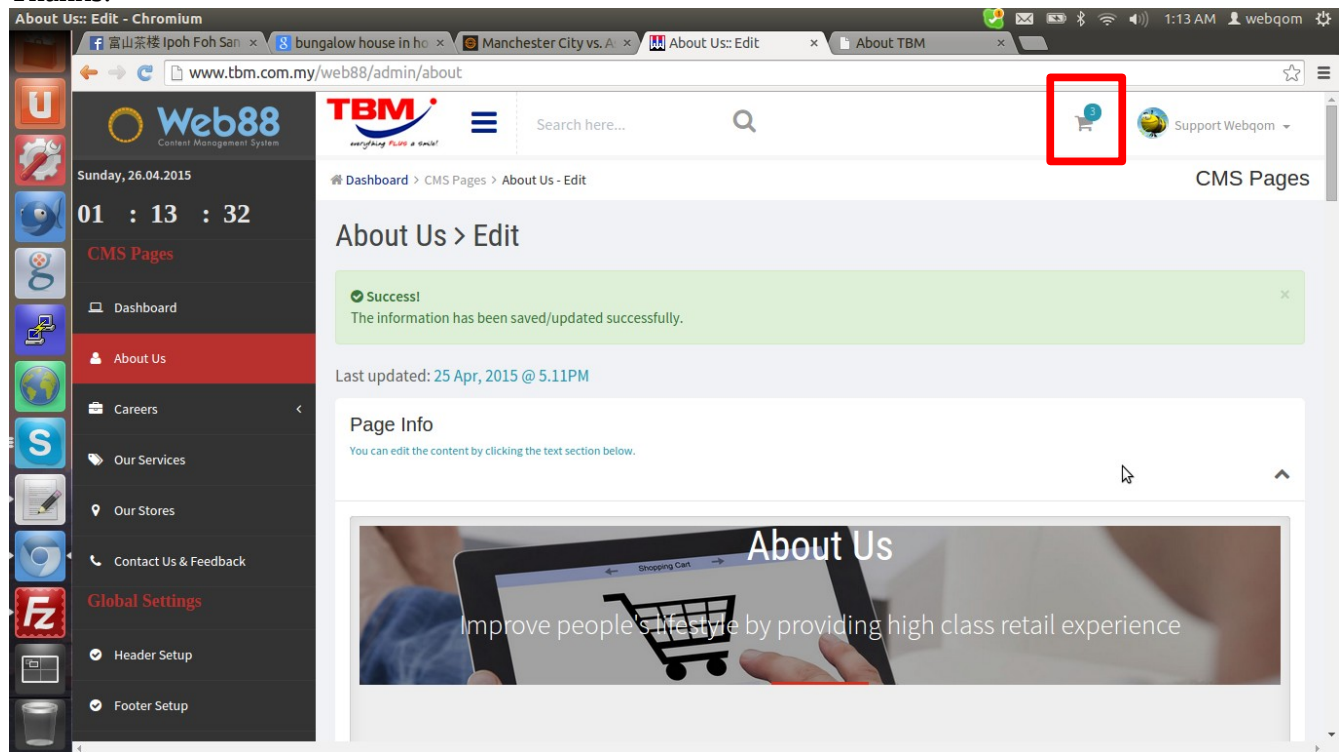 Thanks.
About Us:: Edit - Chromium
1:13 AM webqom
富山茶楼 Ipoh Foh San
bungalow house in ho
Manchester City vs. A
About Us:: Edit
About TBM
www.tbm.com.my/web88/admin/about
Web88
Content Management System
TBM
everything PLUS a smile!
Search here...
3
Support Webqom
Sunday, 26.04.2015
Dashboard > CMS Pages > About Us - Edit
CMS Pages
01 : 13 : 32
About Us > Edit
CMS Pages
Success!
The information has been saved/updated successfully.
Dashboard
About Us
Last updated: 25 Apr, 2015 @ 5.11PM
Careers
Page Info
You can edit the content by clicking the text section below.
Our Services
Our Stores
About Us
Contact Us & Feedback
Shopping Cart
Global Settings
Improve people's lifestyle by providing high class retail experience
Header Setup
Footer Setup